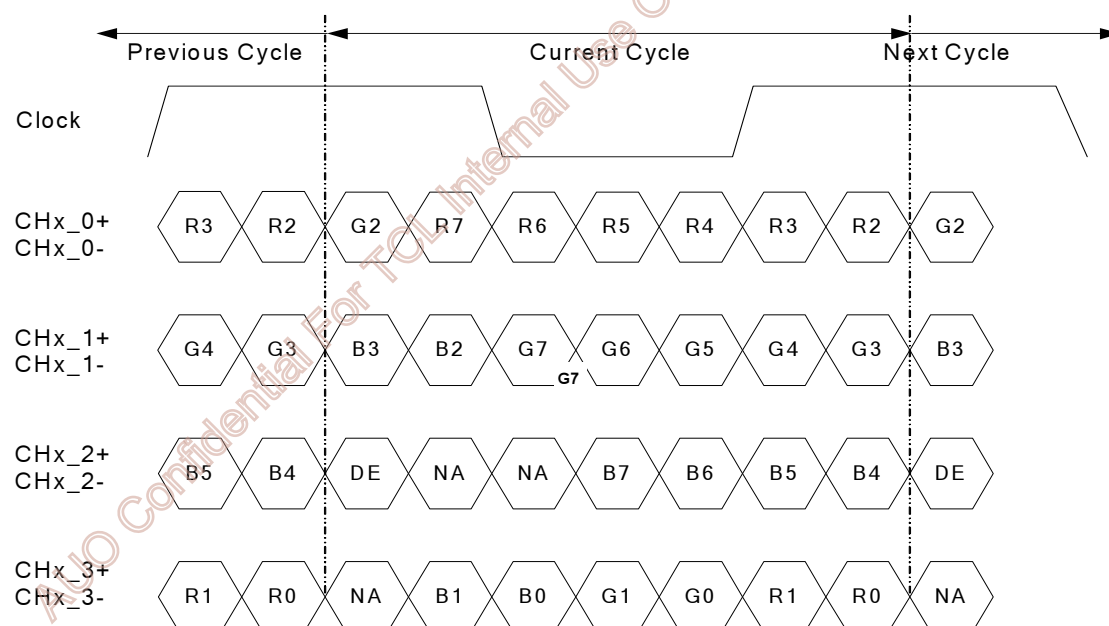 Previous Cycle Current Cycle Next Cycle
Clock
CHx_0+
CHx_0-
R3 R2 G2 R7 R6 R5 R4 R3 R2 G2
CHx_1+
CHx_1-
G4 G3 B3 B2 G7 G6 G5 G4 G3 B3
G7
CHx_2+
CHx_2-
B5 B4 DE NA NA B7 B6 B5 B4 DE
CHx_3+
CHx_3-
R1 R0 NA B1 B0 G1 G0 R1 R0 NA
AUO Confidential For TCL Internal Use